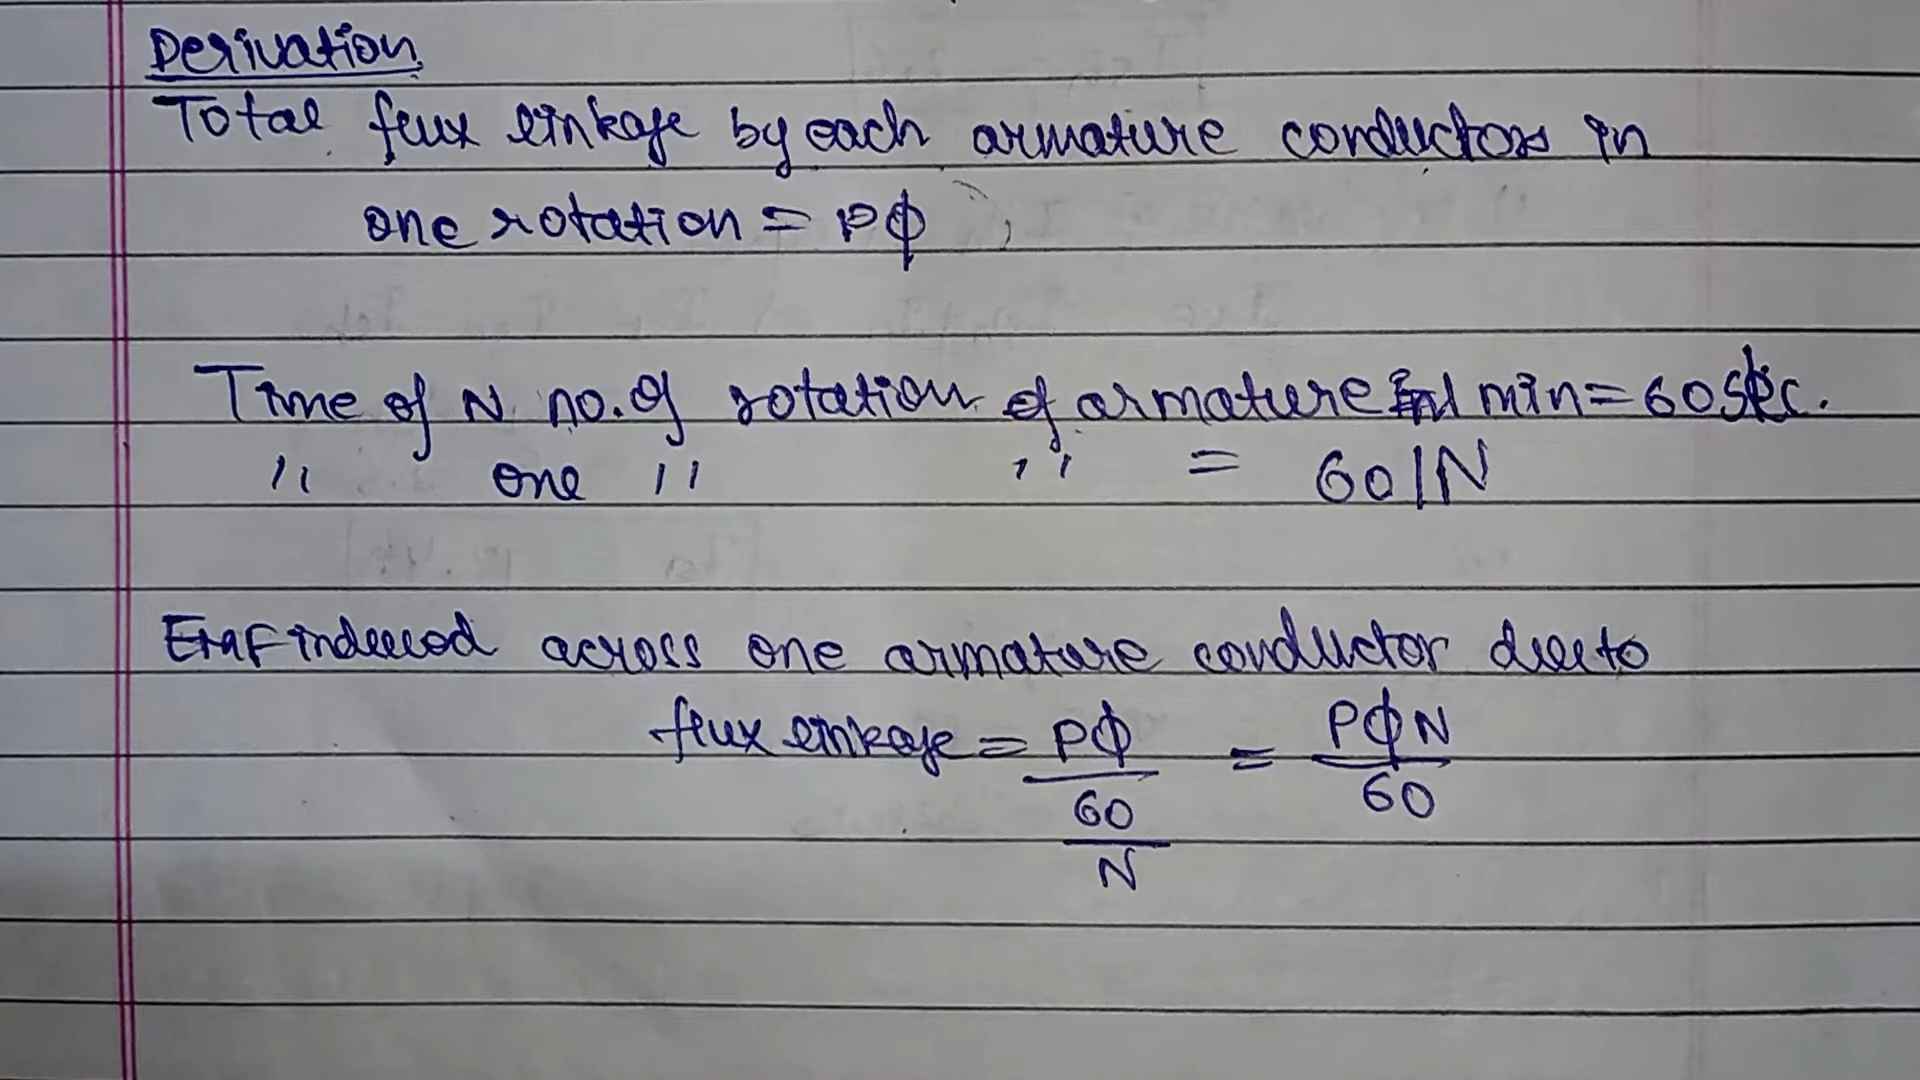 Derivation
Total flux linkage by each armature conductors in
one rotation = PΦ
Time of N no. of rotation of armature in 1 min = 60 sec.
" one " " = 60/N
EMF induced across one armature conductor due to
flux linkage = PΦ / (60 / N) = PΦN / 60